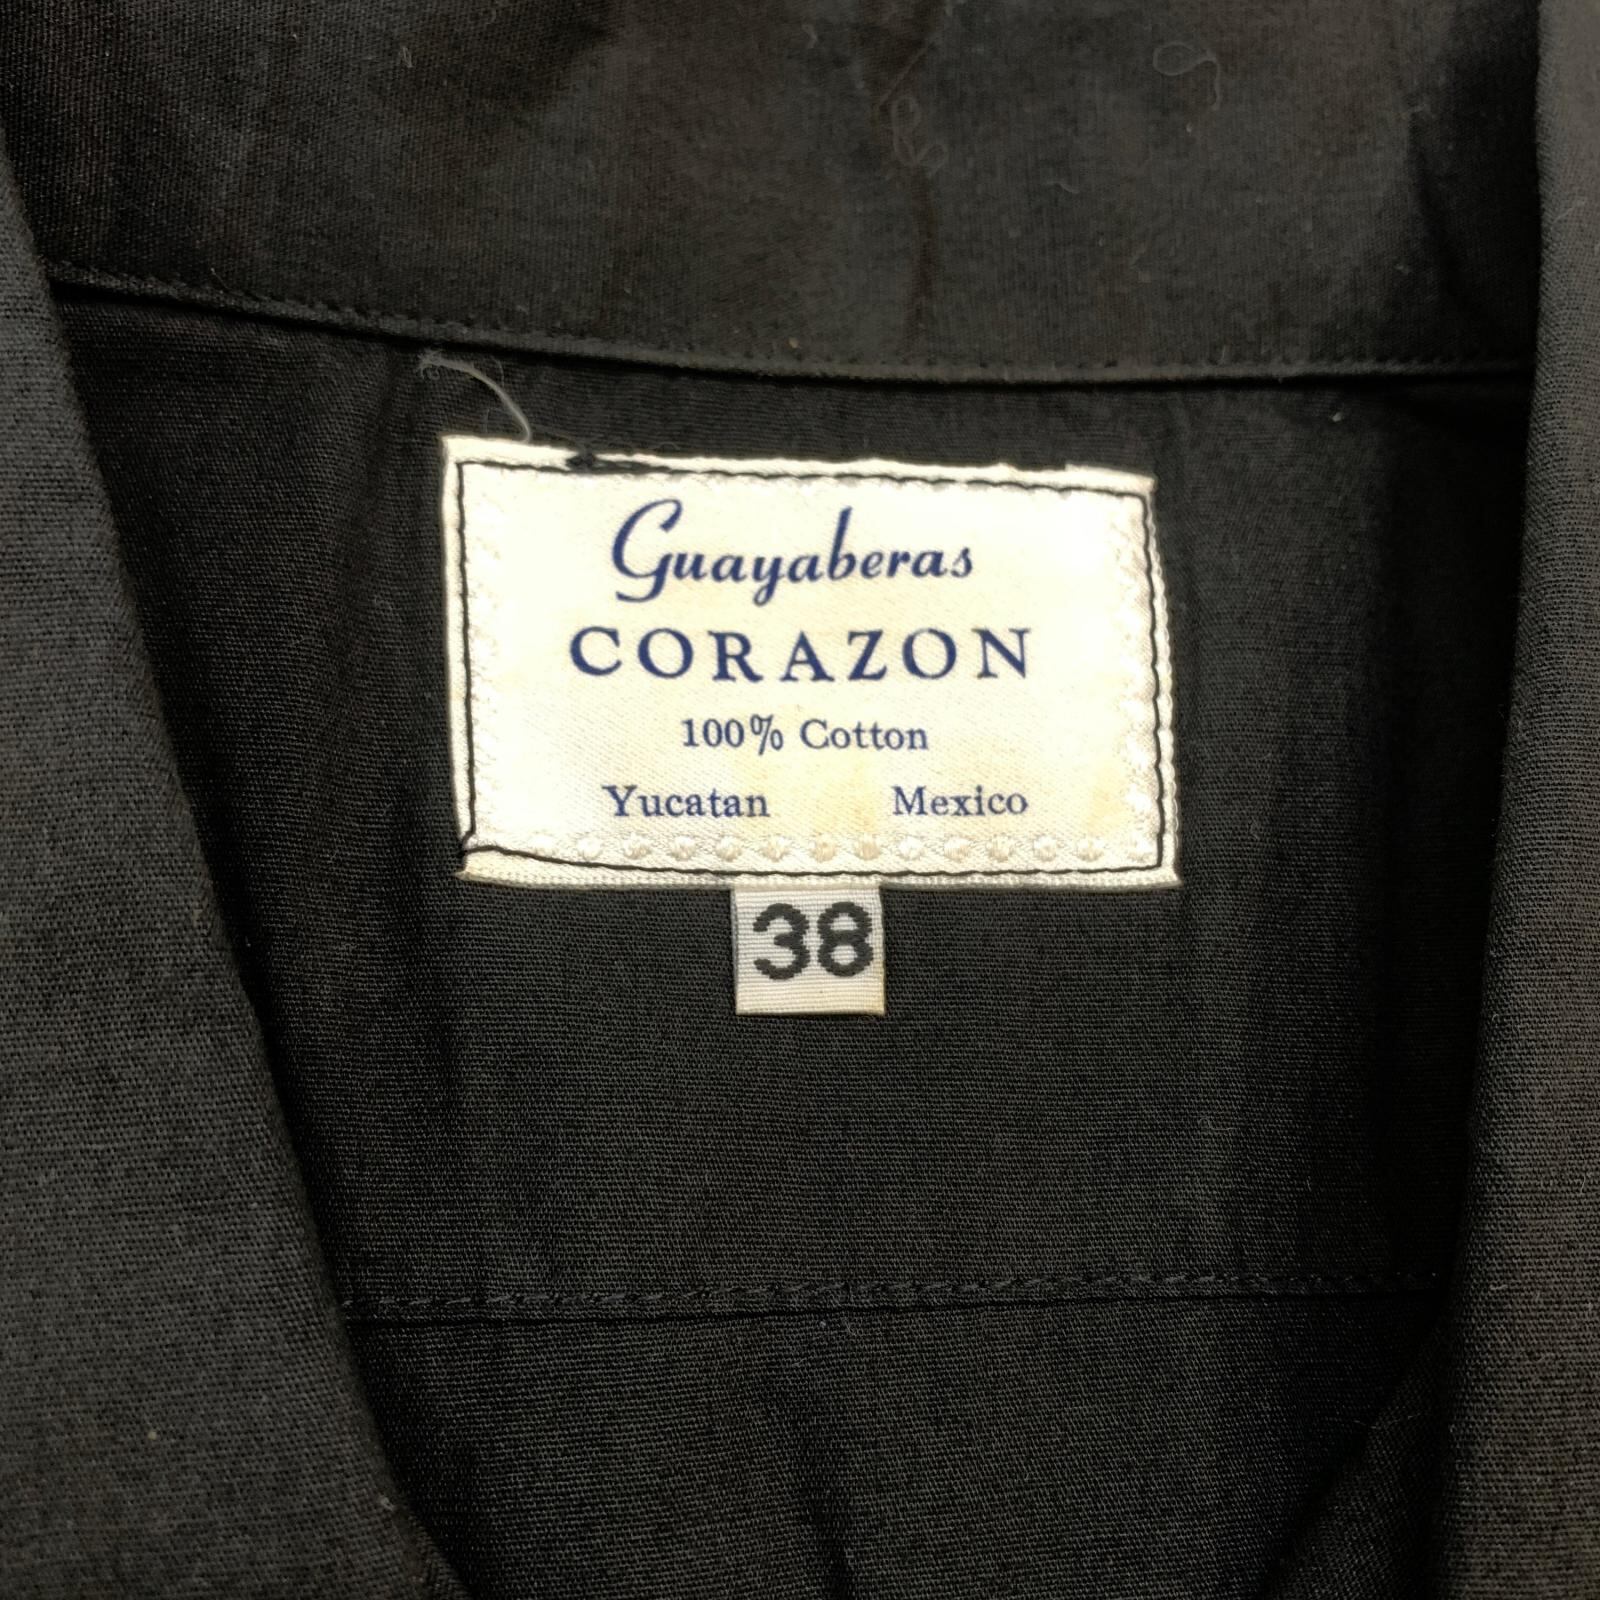 Guayaberas
CORAZON
100% Cotton
Yucatan Mexico
38